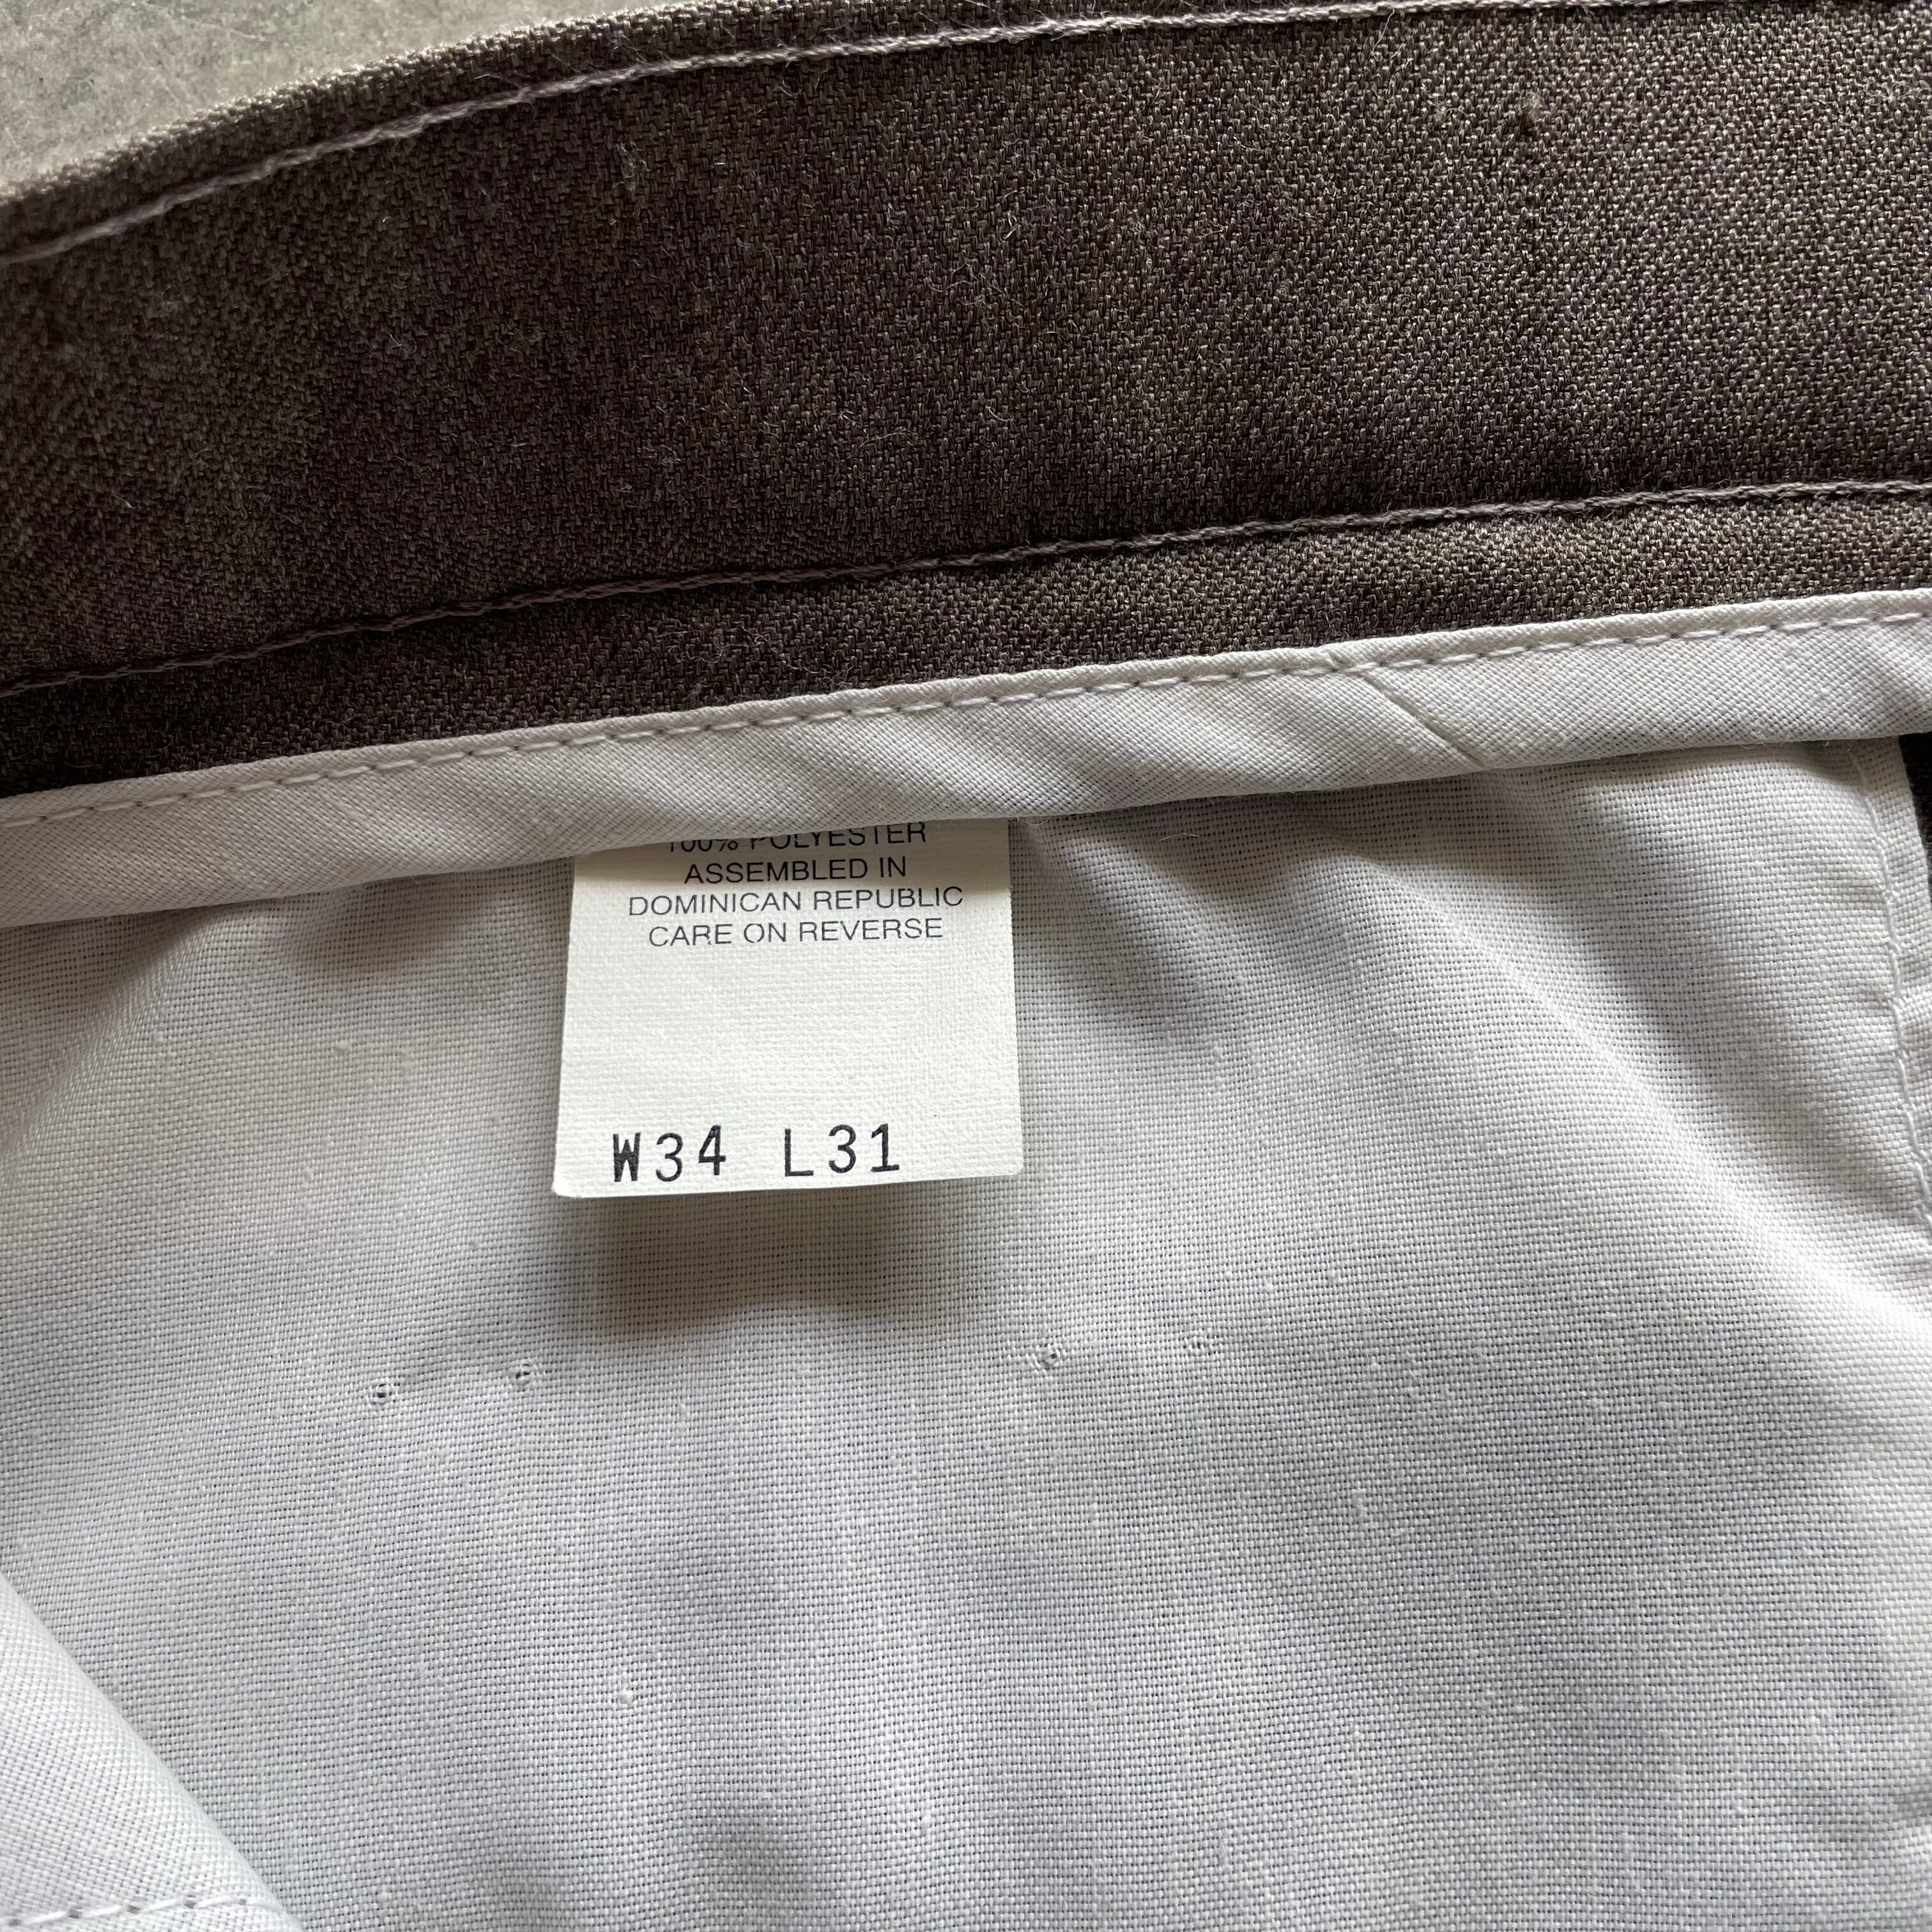 100% POLYESTER
ASSEMBLED IN
DOMINICAN REPUBLIC
CARE ON REVERSE
W34 L31